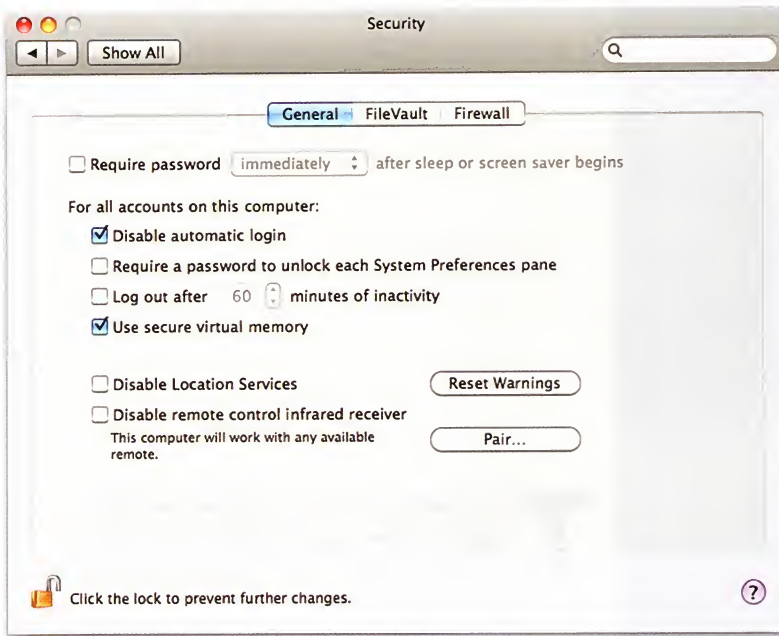 Security
Show All
General FileVault Firewall
Require password immediately after sleep or screen saver begins
For all accounts on this computer:
Disable automatic login
Require a password to unlock each System Preferences pane
Log out after 60 minutes of inactivity
Use secure virtual memory
Disable Location Services Reset Warnings
Disable remote control infrared receiver
This computer will work with any available Pair...
remote.
Click the lock to prevent further changes. ?